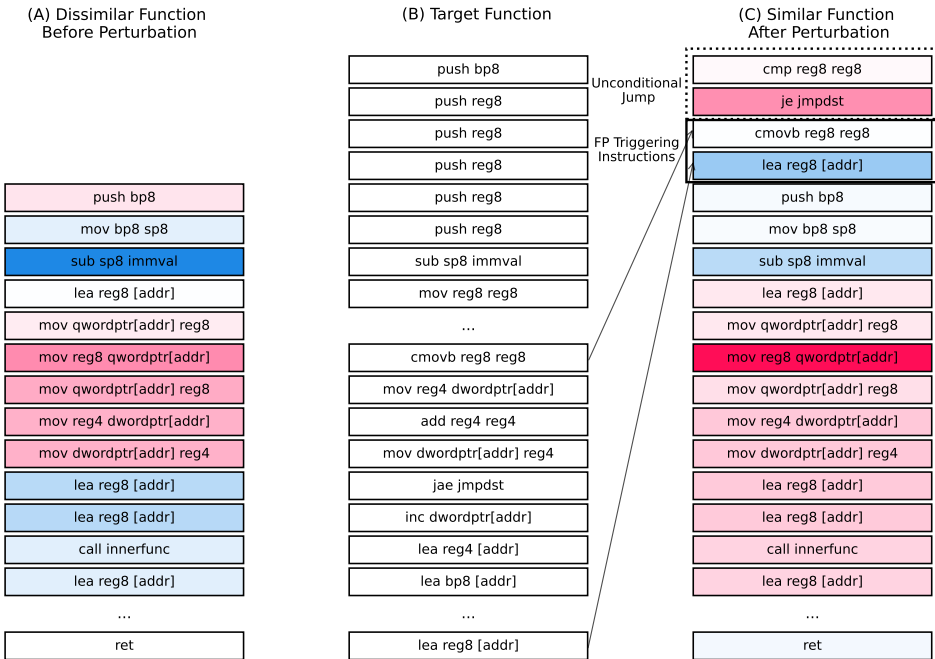 (A) Dissimilar Function
Before Perturbation
push bp8
mov bp8 sp8
sub sp8 immval
lea reg8 [addr]
mov qwordptr[addr] reg8
mov reg8 qwordptr[addr]
mov qwordptr[addr] reg8
mov reg4 dwordptr[addr]
mov dwordptr[addr] reg4
lea reg8 [addr]
lea reg8 [addr]
call innerfunc
lea reg8 [addr]
...
ret
(B) Target Function
push bp8
push reg8
push reg8
push reg8
push reg8
push reg8
sub sp8 immval
mov reg8 reg8
...
cmovb reg8 reg8
mov reg4 dwordptr[addr]
add reg4 reg4
mov dwordptr[addr] reg4
jae jmpdst
inc dwordptr[addr]
lea reg4 [addr]
lea bp8 [addr]
...
lea reg8 [addr]
Unconditional
Jump
FP Triggering
Instructions
(C) Similar Function
After Perturbation
cmp reg8 reg8
je jmpdst
cmovb reg8 reg8
lea reg8 [addr]
push bp8
mov bp8 sp8
sub sp8 immval
lea reg8 [addr]
mov qwordptr[addr] reg8
mov reg8 qwordptr[addr]
mov qwordptr[addr] reg8
mov reg4 dwordptr[addr]
mov dwordptr[addr] reg4
lea reg8 [addr]
lea reg8 [addr]
call innerfunc
lea reg8 [addr]
...
ret